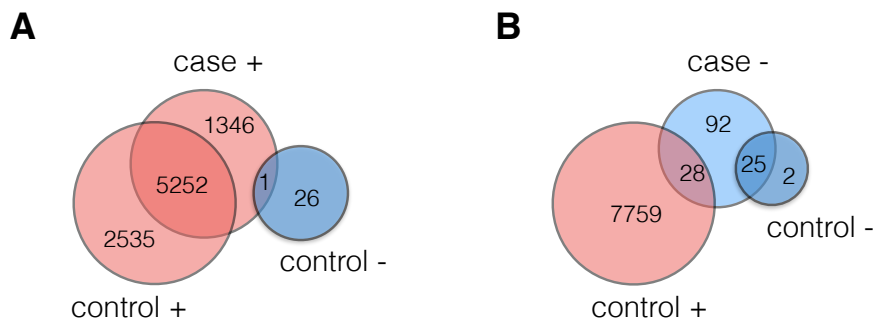 A
case +
1346
5252
1
26
2535
control -
control +
B
case -
92
28
25
2
7759
control -
control +